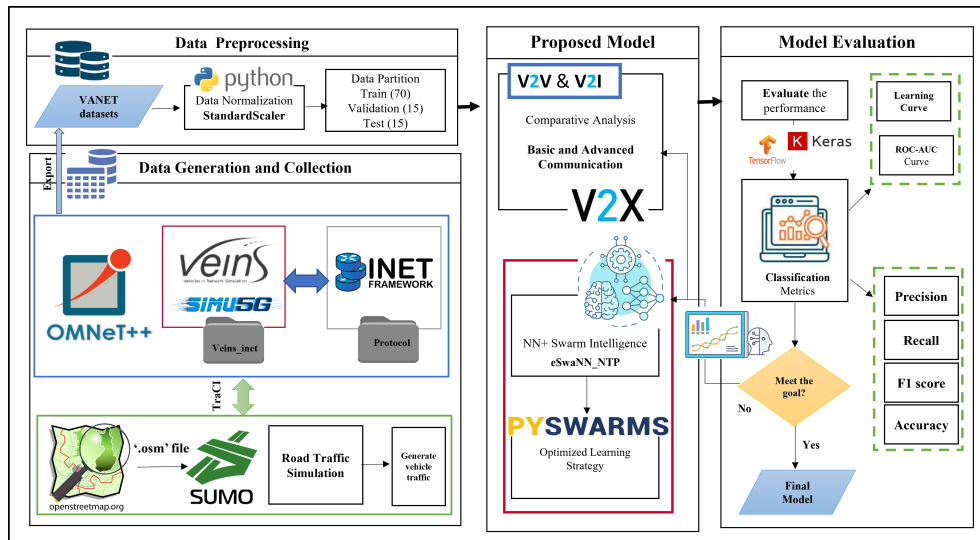 Data Preprocessing
VANET
datasets
python
Data Normalization
StandardScaler
Data Partition
Train (70)
Validation (15)
Test (15)
Export
Data Generation and Collection
OMNeT++
veins
Vehicles in Network Simulation
SIMU5G
Veins_inet
INET
FRAMEWORK
Protocol
TraCI
openstreetmap.org
‘.osm’ file
SUMO
Road Traffic
Simulation
Generate
vehicle
traffic
Proposed Model
V2V & V2I
Comparative Analysis
Basic and Advanced
Communication
V2X
NN+ Swarm Intelligence
eSwaNN_NTP
PYSWARMS
Optimized Learning
Strategy
Model Evaluation
Evaluate the
performance
TensorFlow
K Keras
Classification
Metrics
Learning
Curve
ROC-AUC
Curve
Precision
Recall
F1 score
Accuracy
Meet the
goal?
No
Yes
Final
Model